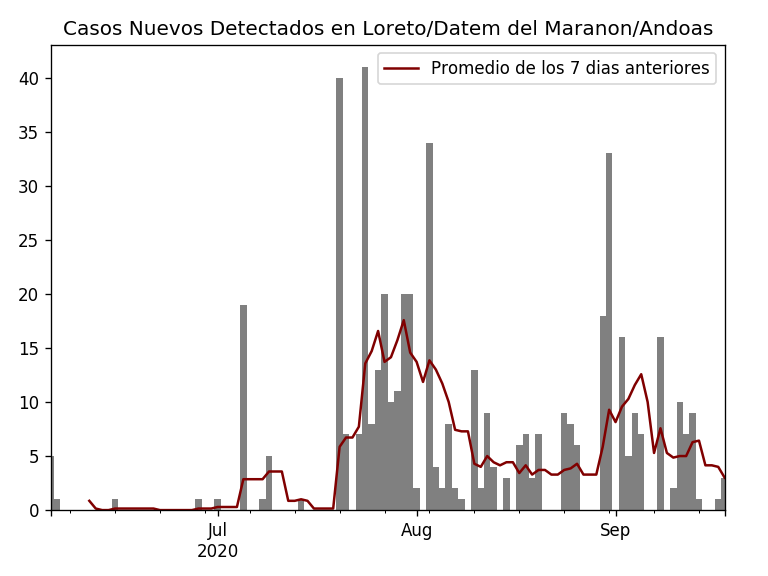 Casos Nuevos Detectados en Loreto/Datem del Maranon/Andoas
Promedio de los 7 dias anteriores
40
35
30
25
20
15
10
5
0
Jul
2020
Aug
Sep